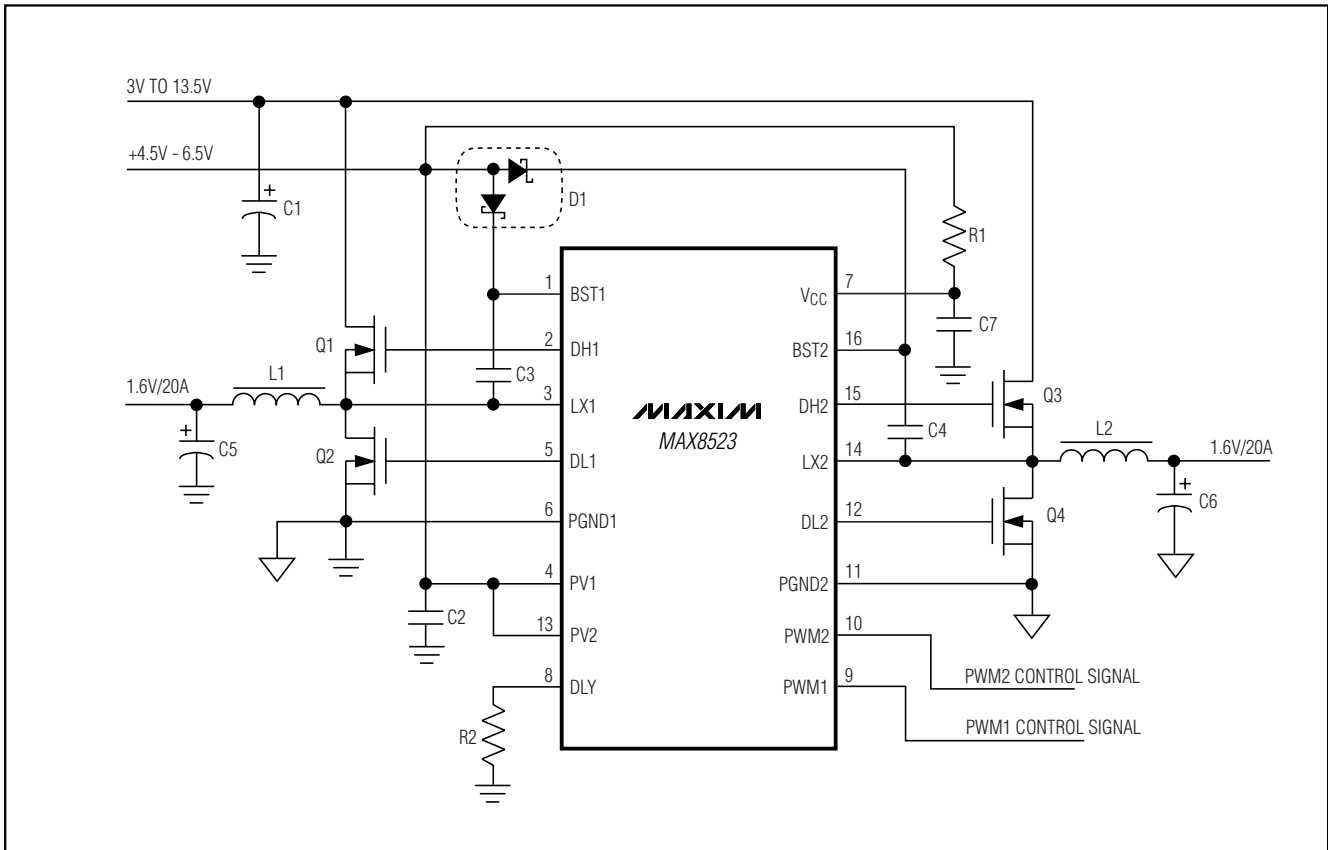 3V TO 13.5V
+4.5V - 6.5V
+
C1
D1
R1
1
BST1
7
VCC
C7
Q1
2
DH1
16
BST2
C3
1.6V/20A
L1
3
LX1
MAXIM
MAX8523
15
DH2
Q3
C4
L2
1.6V/20A
+
C5
Q2
5
DL1
14
LX2
+
C6
6
PGND1
12
DL2
Q4
4
PV1
11
PGND2
C2
13
PV2
10
PWM2
PWM2 CONTROL SIGNAL
8
DLY
9
PWM1
PWM1 CONTROL SIGNAL
R2